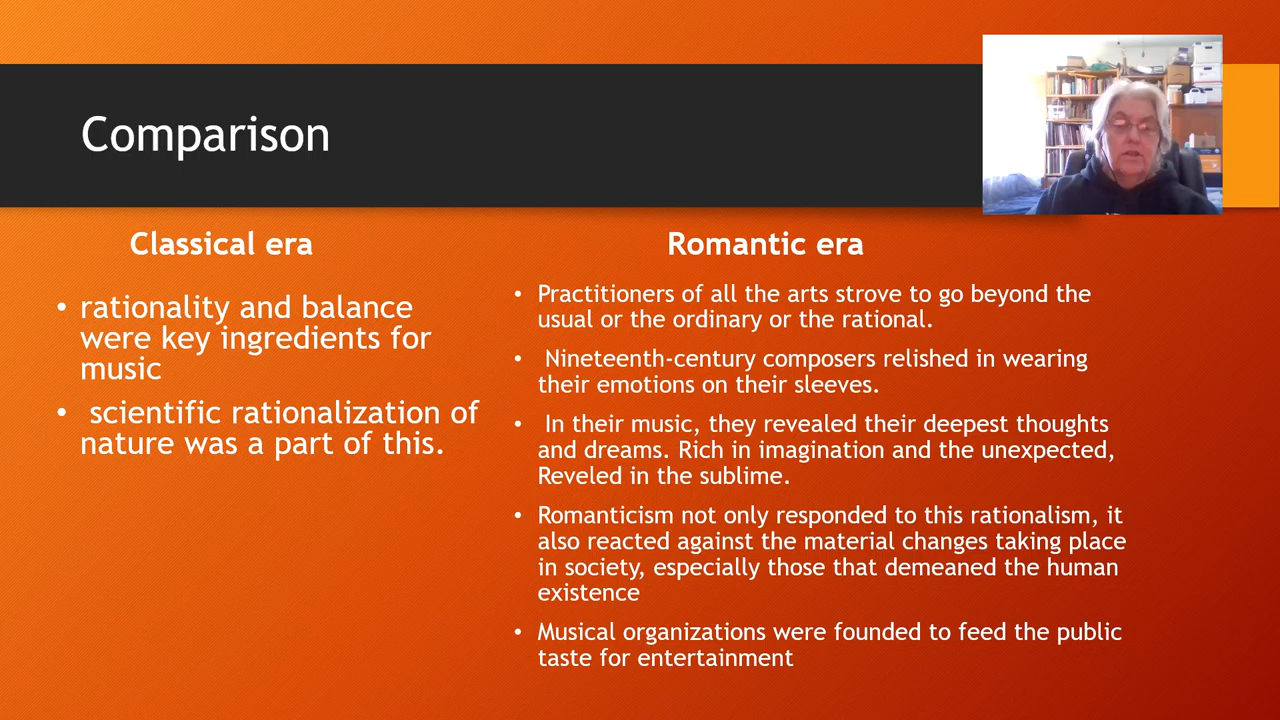 Comparison
Classical era
• rationality and balance
were key ingredients for
music
• scientific rationalization of
nature was a part of this.
Romantic era
• Practitioners of all the arts strove to go beyond the
usual or the ordinary or the rational.
• Nineteenth-century composers relished in wearing
their emotions on their sleeves.
• In their music, they revealed their deepest thoughts
and dreams. Rich in imagination and the unexpected,
Reveled in the sublime.
• Romanticism not only responded to this rationalism, it
also reacted against the material changes taking place
in society, especially those that demeaned the human
existence
• Musical organizations were founded to feed the public
taste for entertainment